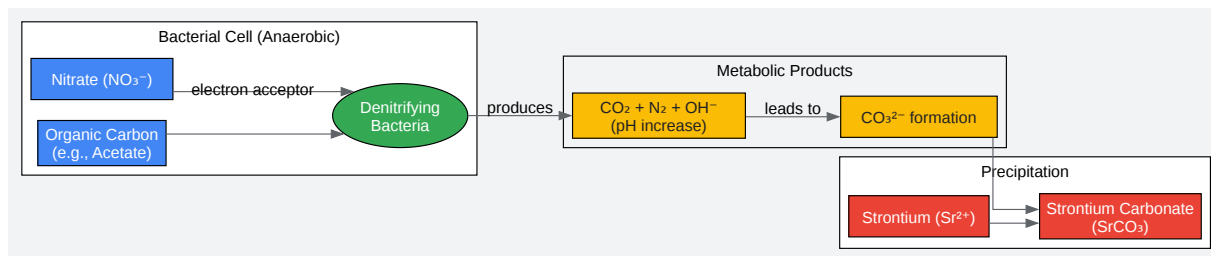 Bacterial Cell (Anaerobic)
Nitrate (NO₃⁻)
electron acceptor
Organic Carbon
(e.g., Acetate)
Denitrifying
Bacteria
produces
Metabolic Products
CO₂ + N₂ + OH⁻
(pH increase)
leads to
CO₃²⁻ formation
Precipitation
Strontium (Sr²⁺)
Strontium Carbonate
(SrCO₃)